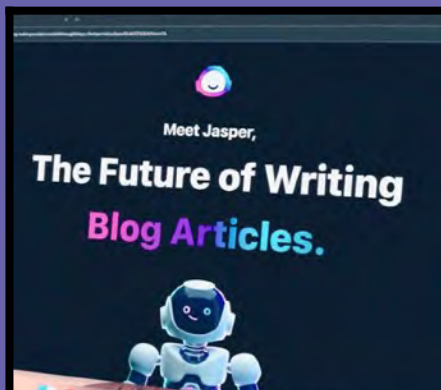 Meet Jasper,
The Future of Writing
Blog Articles.